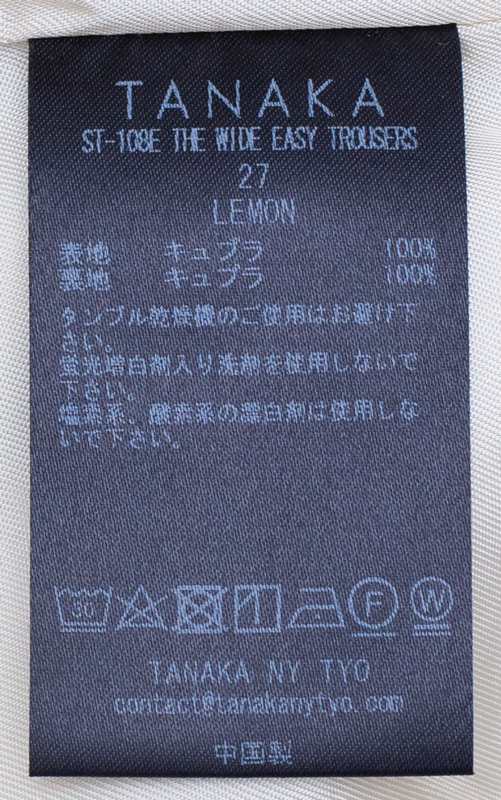 TANAKA
ST-108E THE WIDE EASY TROUSERS
27
LEMON
表地 キュプラ 100%
裏地 キュプラ 100%
タンブル乾燥機のご使用はお避け下
さい。
蛍光増白剤入り洗剤を使用しないで
下さい。
塩素系、酸素系の漂白剤は使用しな
いで下さい。
30 F W
TANAKA NY TYO
contact@tanakanytyo.com
中国製